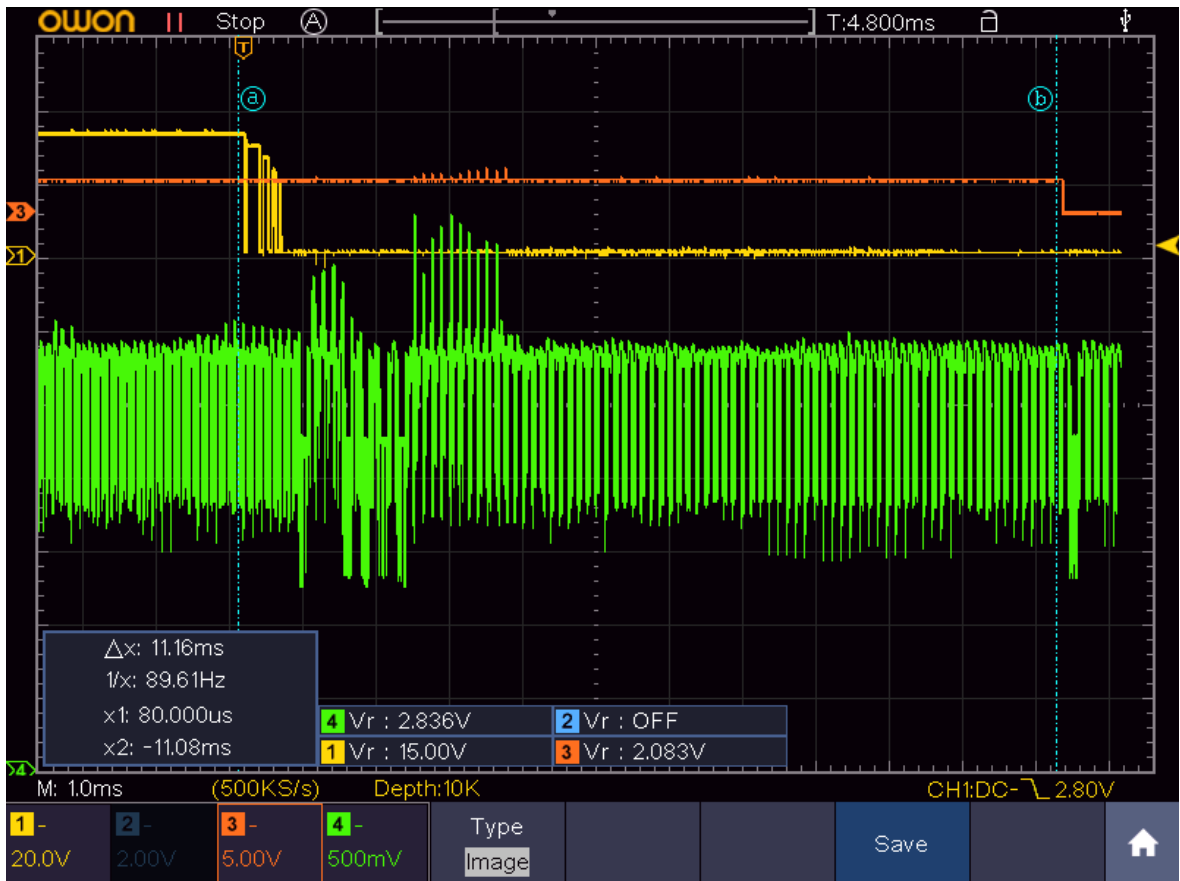 owon Stop A T:4.800ms
T
a b
3
1
△x: 11.16ms
1/x: 89.61Hz
x1: 80.000us
x2: -11.08ms
4 Vr : 2.836V 2 Vr : OFF
1 Vr : 15.00V 3 Vr : 2.083V
4
M: 1.0ms (500KS/s) Depth:10K CH1:DC- 2.80V
1 - 2 - 3 - 4 - Type
20.0V 2.00V 5.00V 500mV Image Save